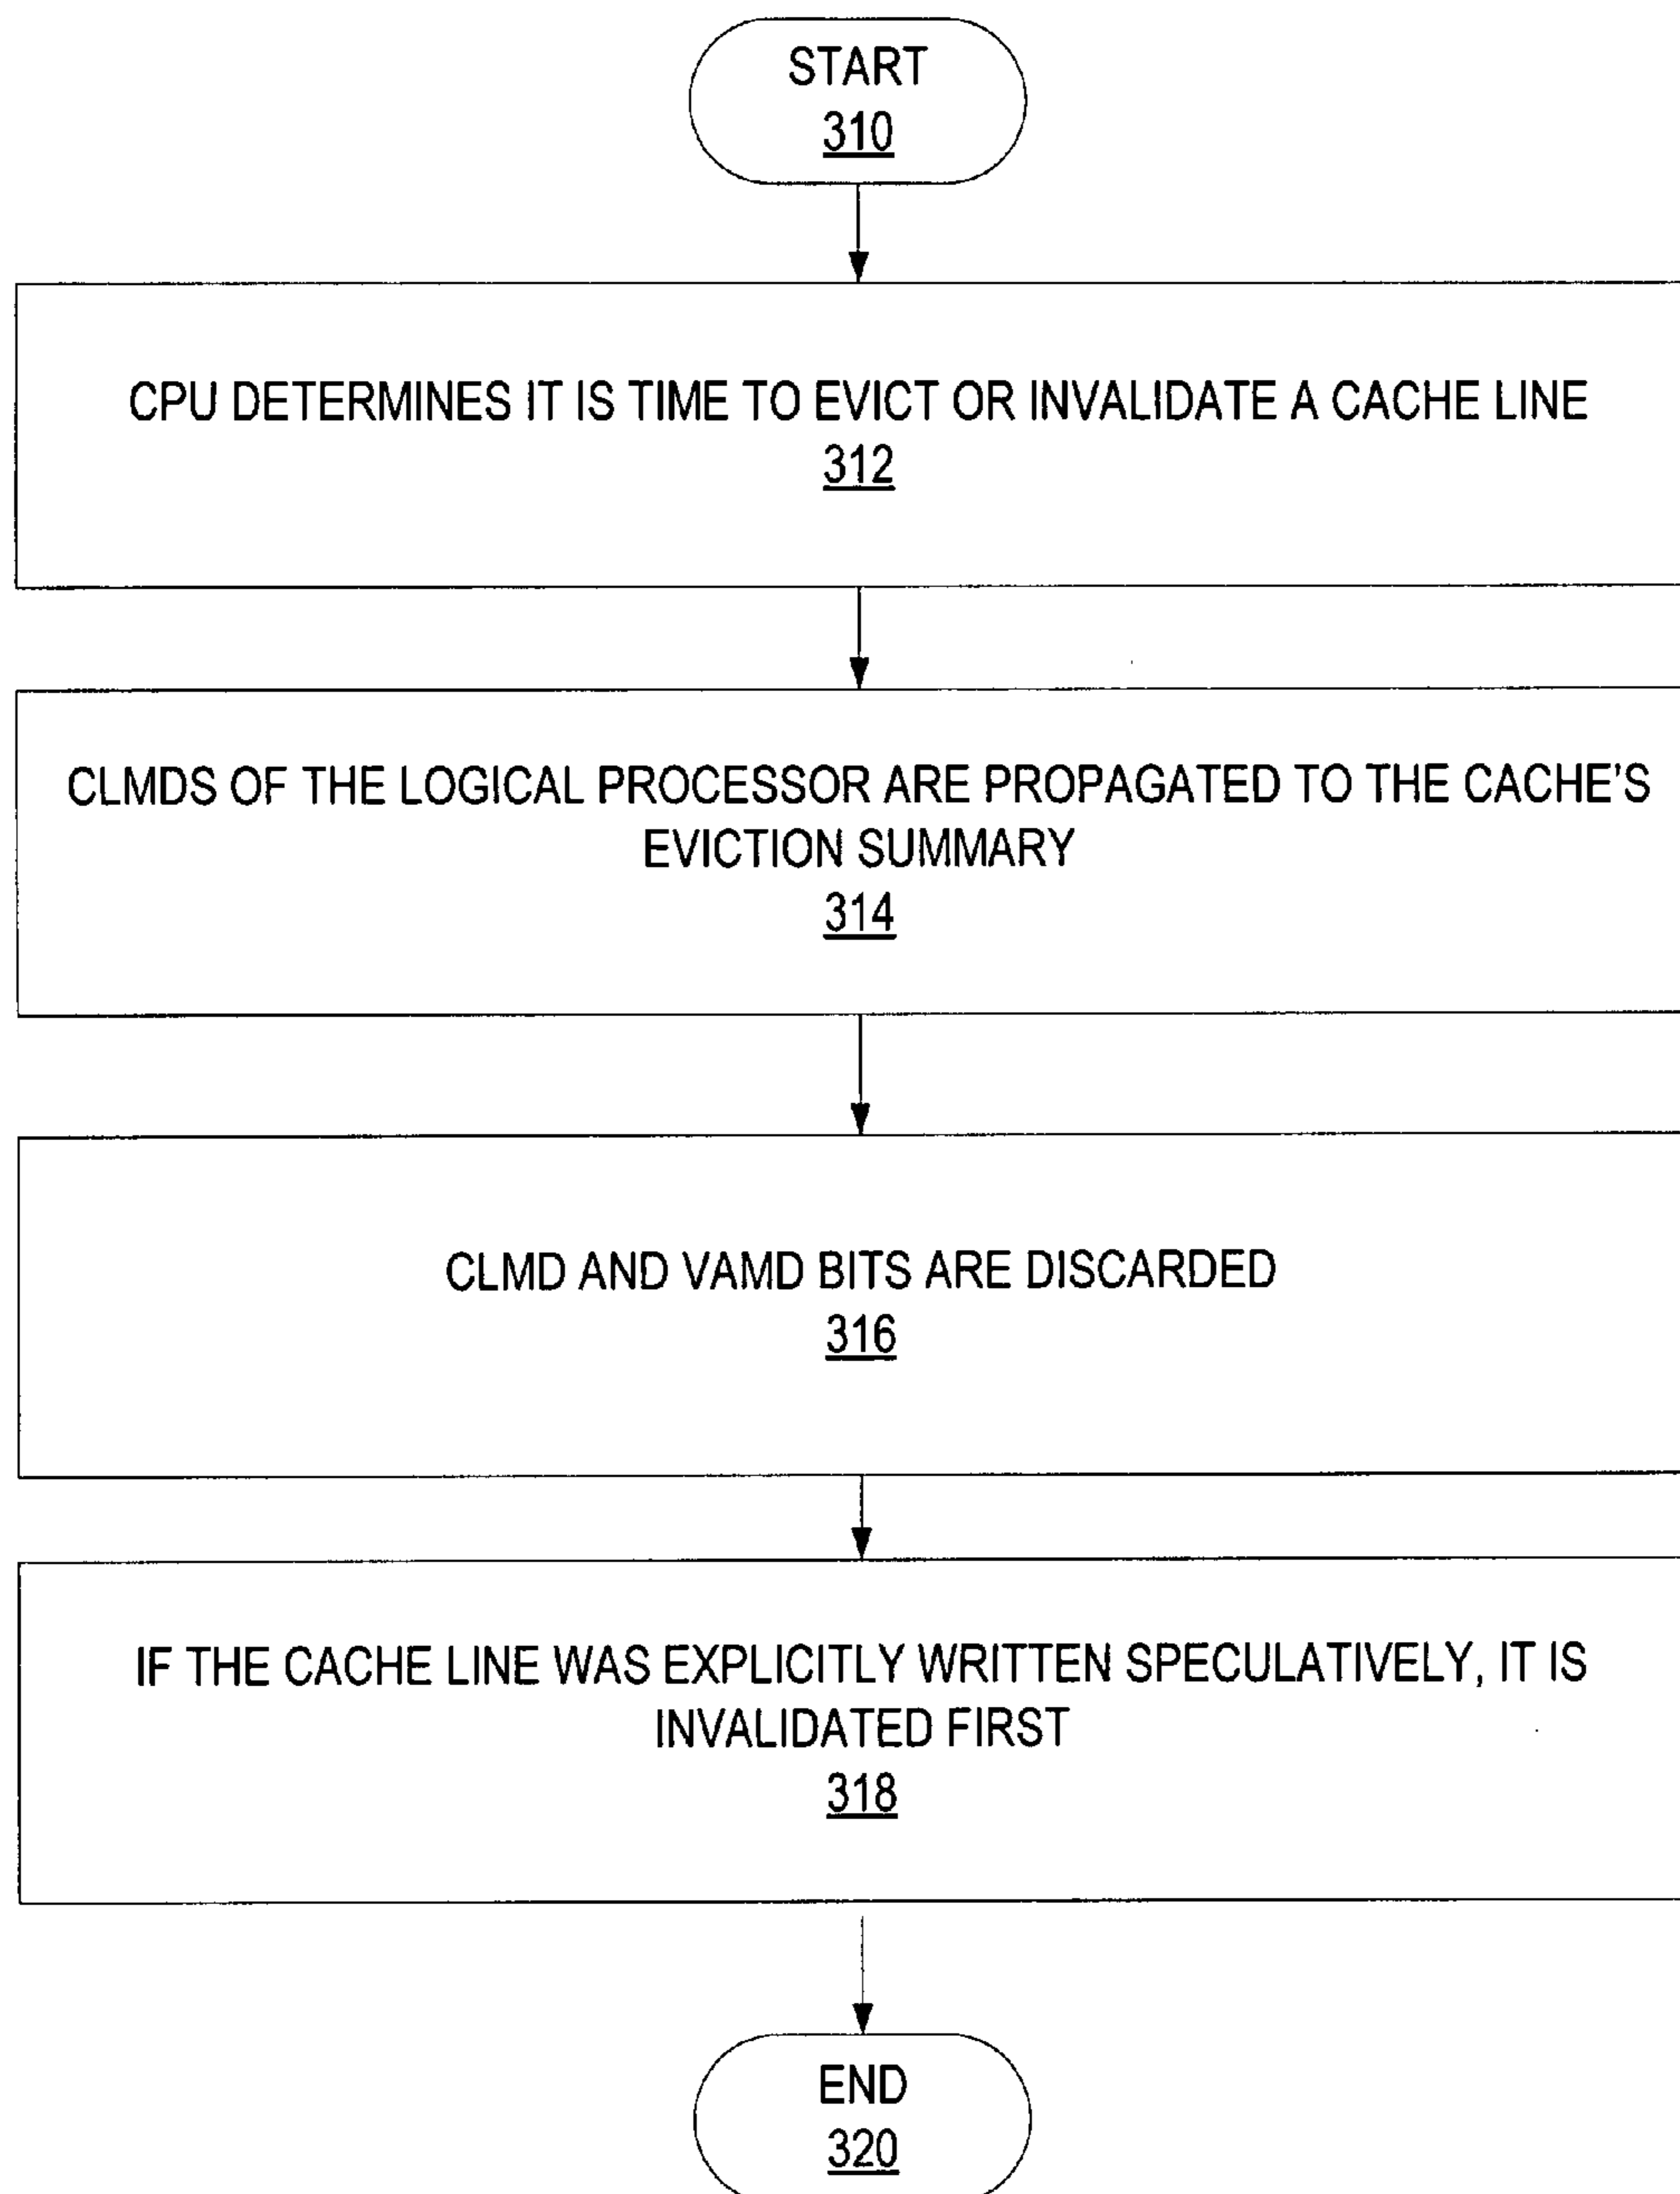 START
310
CPU DETERMINES IT IS TIME TO EVICT OR INVALIDATE A CACHE LINE
312
CLMDS OF THE LOGICAL PROCESSOR ARE PROPAGATED TO THE CACHE'S
EVICTION SUMMARY
314
CLMD AND VAMD BITS ARE DISCARDED
316
IF THE CACHE LINE WAS EXPLICITLY WRITTEN SPECULATIVELY, IT IS
INVALIDATED FIRST
318
END
320